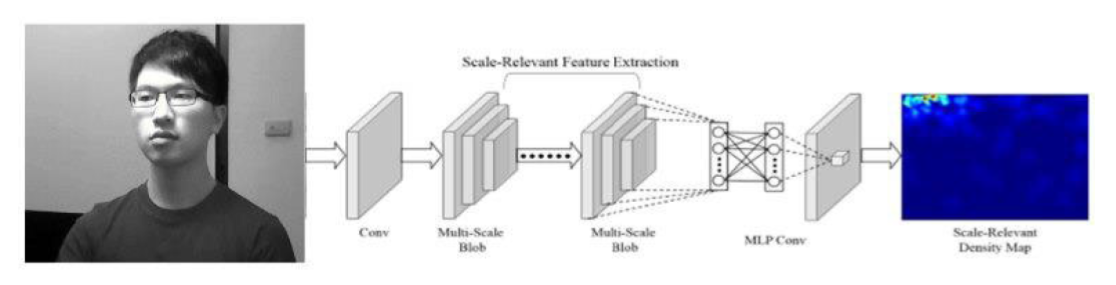 Scale-Relevant Feature Extraction
Conv
Multi-Scale
Blob
Multi-Scale
Blob
MLP Conv
Scale-Relevant
Density Map